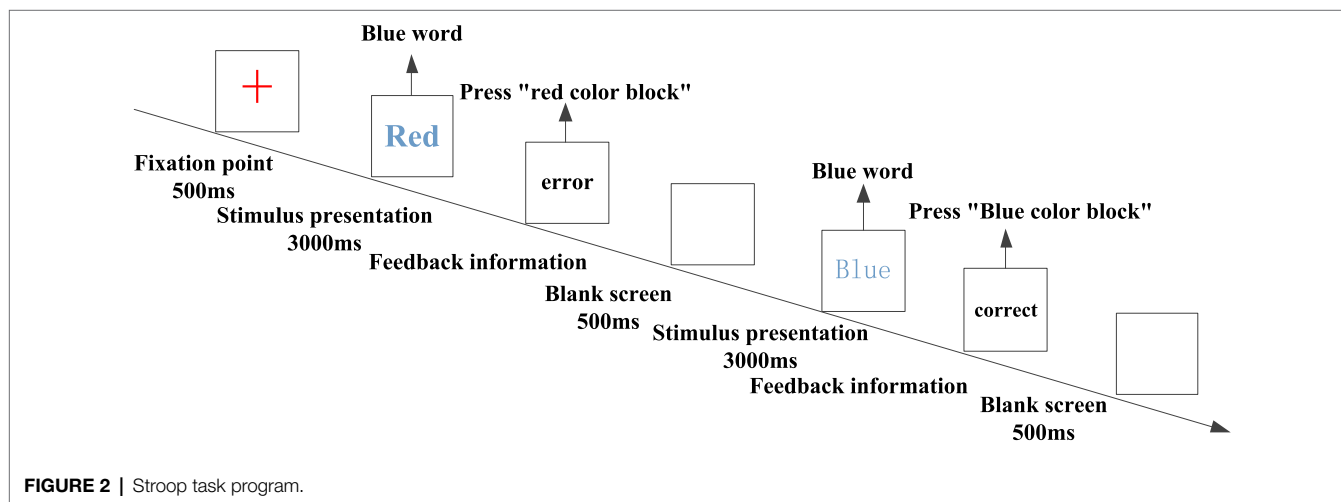 Blue word
Press "red color block"
Red
error
Fixation point
500ms
Stimulus presentation
3000ms
Feedback information
Blank screen
500ms
Blue word
Press "Blue color block"
Blue
correct
Stimulus presentation
3000ms
Feedback information
Blank screen
500ms
FIGURE 2 | Stroop task program.